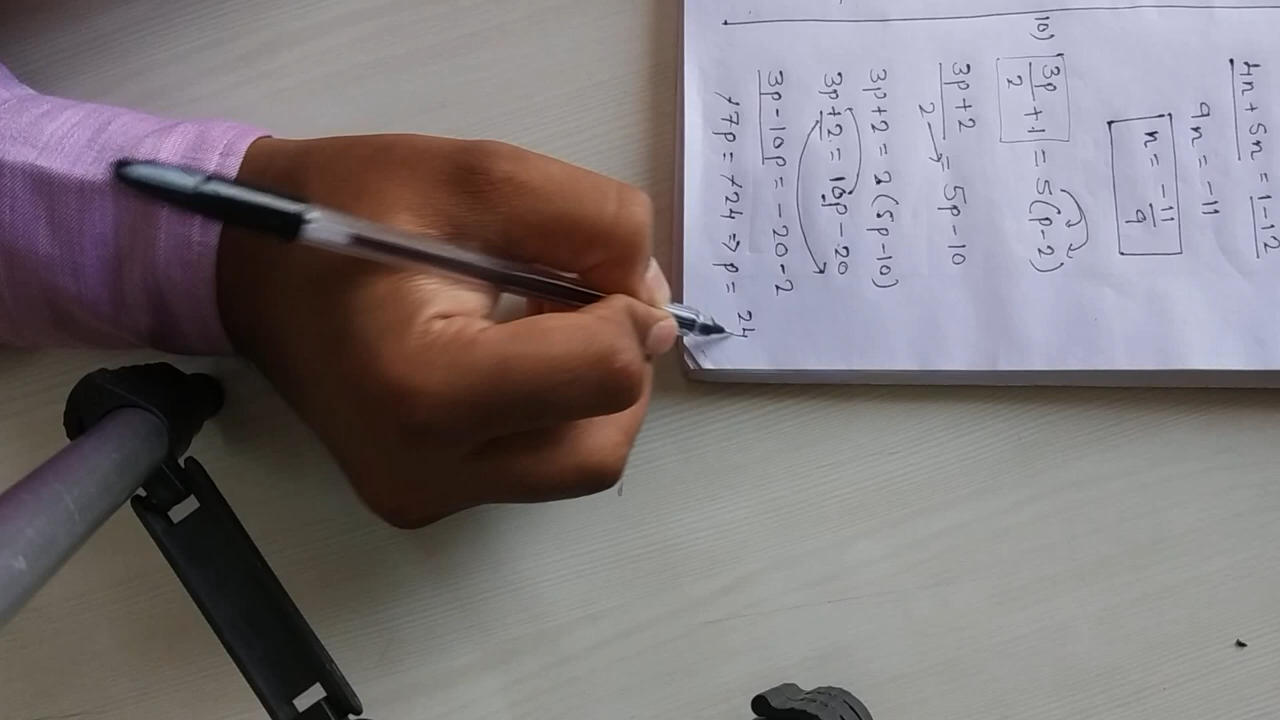 4n + 5n = 1 - 12
9n = -11
n = -11/9
10) 3p/2 + 1 = 5(p-2)
3p+2/2 = 5p - 10
3p+2 = 2(5p-10)
3p+2 = 10p - 20
3p - 10p = -20 - 2
-7p = -24 ⇒ p = 24